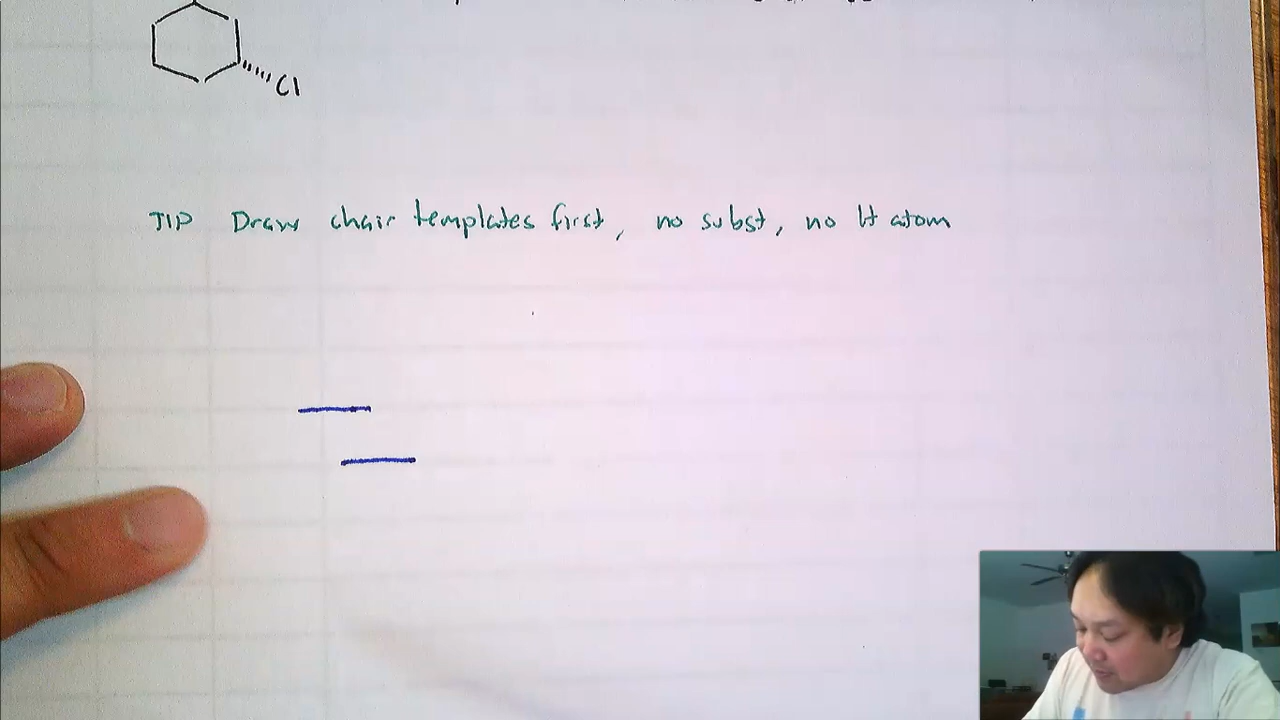 Cl
TIP Draw chair templates first, no subst, no H atom